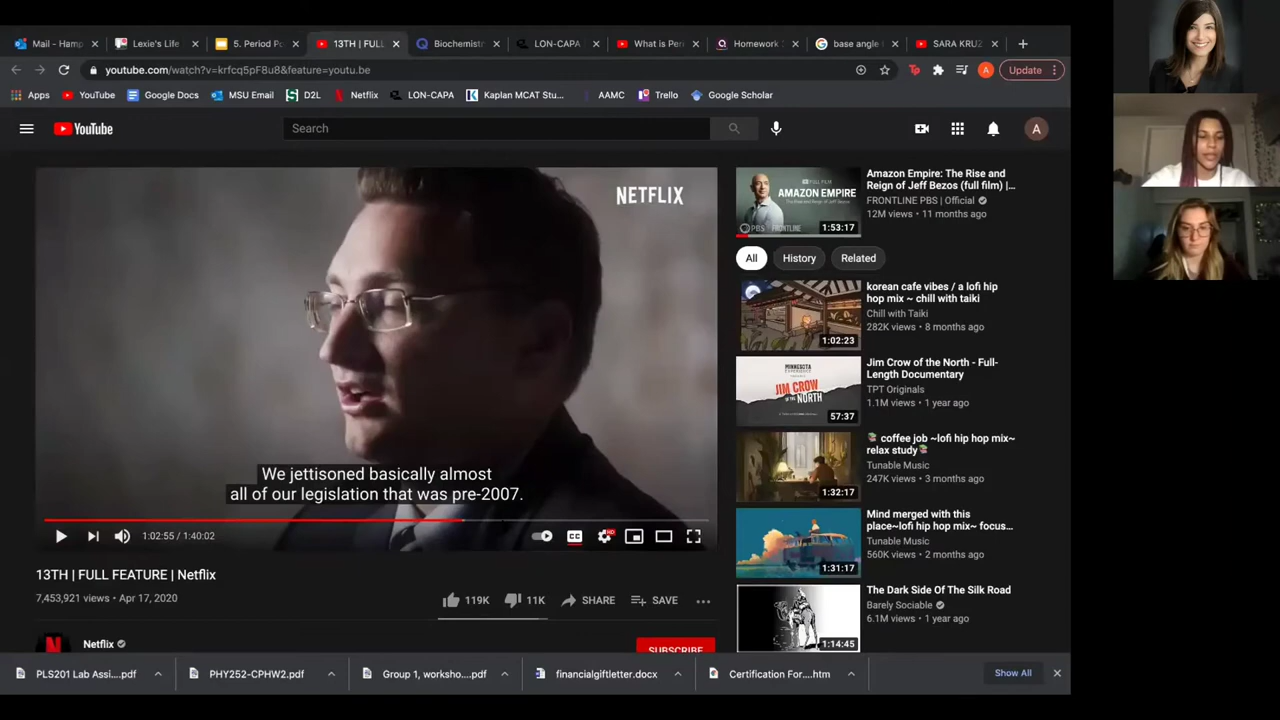 Mail - Hamp
Lexie's Life
5. Period Po
13TH | FULL
Biochemistr
LON-CAPA
What is Peri
Homework S
base angle
SARA KRUZ
youtube.com/watch?v=krfcq5pF8u8&feature=youtu.be
Update
Apps
YouTube
Google Docs
MSU Email
D2L
Netflix
LON-CAPA
Kaplan MCAT Stu...
AAMC
Trello
Google Scholar
YouTube
Search
A
NETFLIX
We jettisoned basically almost
all of our legislation that was pre-2007.
1:02:55 / 1:40:02
CC
HD
13TH | FULL FEATURE | Netflix
7,453,921 views • Apr 17, 2020
119K
11K
SHARE
SAVE
Netflix
SUBSCRIBE
FULL FILM
AMAZON EMPIRE
PBS FRONTLINE
1:53:17
Amazon Empire: The Rise and
Reign of Jeff Bezos (full film) |...
FRONTLINE PBS | Official
12M views • 11 months ago
All
History
Related
1:02:23
korean cafe vibes / a lofi hip
hop mix ~ chill with taiki
Chill with Taiki
282K views • 8 months ago
MINNESOTA
EXPERIENCE
JIM CROW
OF THE NORTH
57:37
Jim Crow of the North - Full-
Length Documentary
TPT Originals
1.1M views • 1 year ago
1:32:17
coffee job ~lofi hip hop mix~
relax study
Tunable Music
247K views • 3 months ago
1:31:17
Mind merged with this
place~lofi hip hop mix~ focus...
Tunable Music
560K views • 2 months ago
1:14:45
The Dark Side Of The Silk Road
Barely Sociable
6.1M views • 1 year ago
PLS201 Lab Assi....pdf
PHY252-CPHW2.pdf
Group 1, worksho....pdf
financialgiftletter.docx
Certification For....htm
Show All